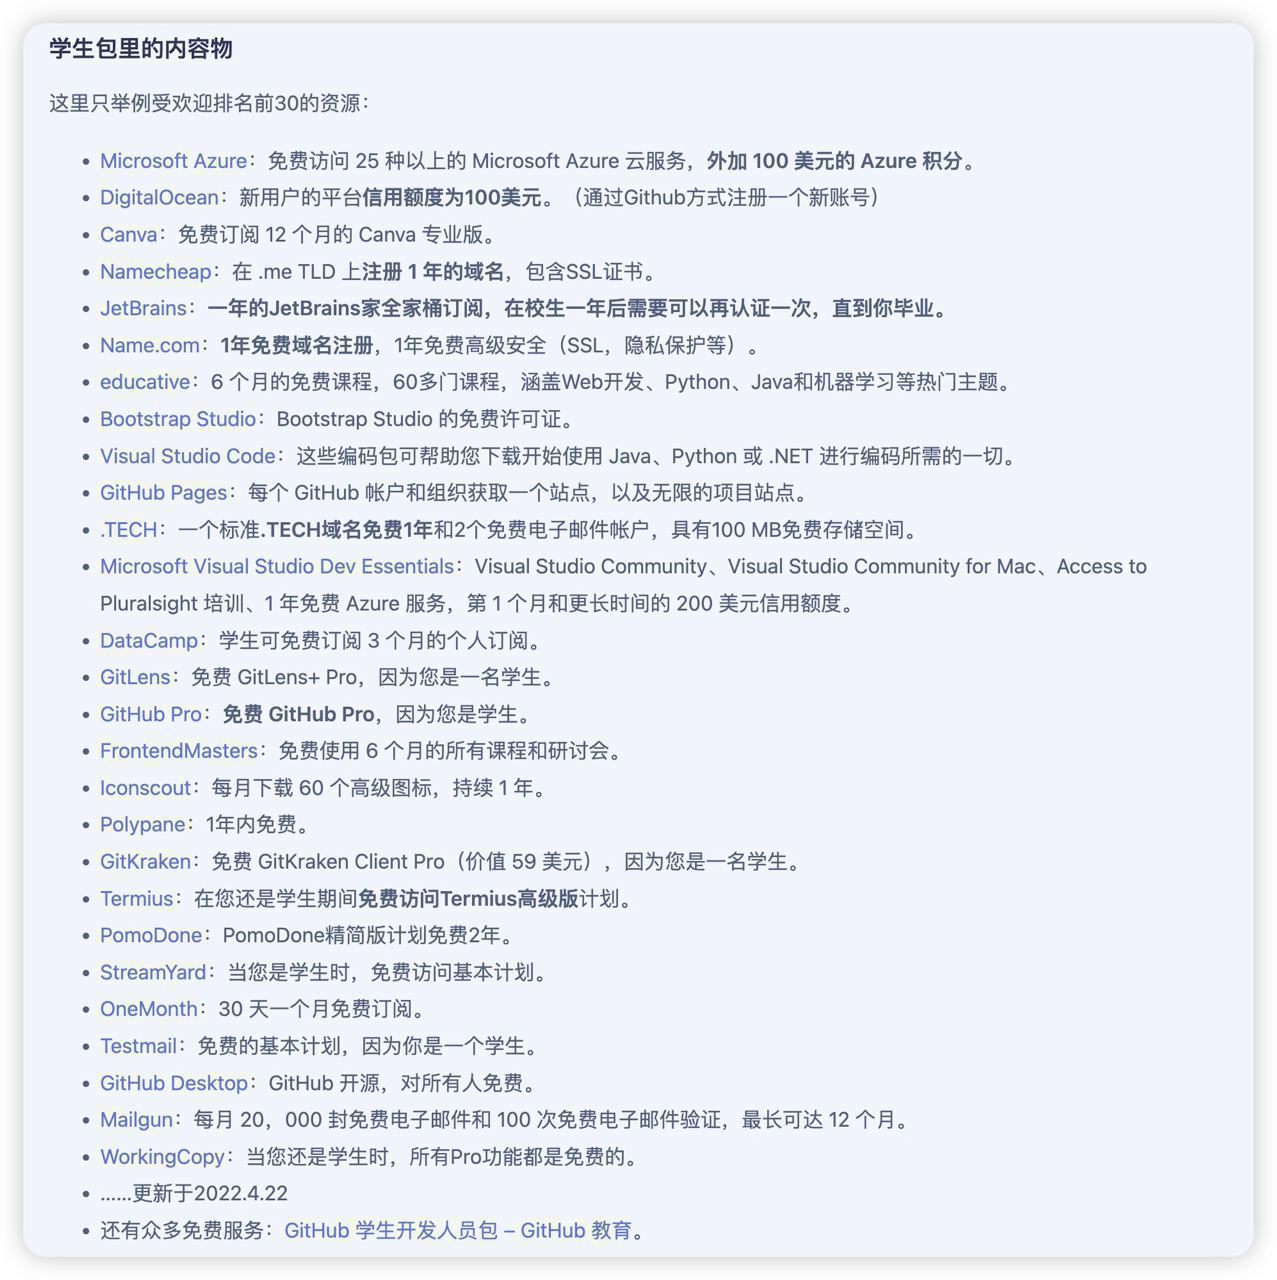 学生包里的内容物
这里只举例受欢迎排名前30的资源：
• Microsoft Azure：免费访问 25 种以上的 Microsoft Azure 云服务，外加 100 美元的 Azure 积分。
• DigitalOcean：新用户的平台信用额度为100美元。（通过Github方式注册一个新账号）
• Canva：免费订阅 12 个月的 Canva 专业版。
• Namecheap：在 .me TLD 上注册 1 年的域名，包含SSL证书。
• JetBrains：一年的JetBrains家全家桶订阅，在校生一年后需要可以再认证一次，直到你毕业。
• Name.com：1年免费域名注册，1年免费高级安全（SSL，隐私保护等）。
• educative：6 个月的免费课程，60多门课程，涵盖Web开发、Python、Java和机器学习等热门主题。
• Bootstrap Studio：Bootstrap Studio 的免费许可证。
• Visual Studio Code：这些编码包可帮助您下载开始使用 Java、Python 或 .NET 进行编码所需的一切。
• GitHub Pages：每个 GitHub 帐户和组织获取一个站点，以及无限的项目站点。
• .TECH：一个标准.TECH域名免费1年和2个免费电子邮件帐户，具有100 MB免费存储空间。
• Microsoft Visual Studio Dev Essentials：Visual Studio Community、Visual Studio Community for Mac、Access to
Pluralsight 培训、1 年免费 Azure 服务，第 1 个月和更长时间的 200 美元信用额度。
• DataCamp：学生可免费订阅 3 个月的个人订阅。
• GitLens：免费 GitLens+ Pro，因为您是一名学生。
• GitHub Pro：免费 GitHub Pro，因为您是学生。
• FrontendMasters：免费使用 6 个月的所有课程和研讨会。
• Iconscout：每月下载 60 个高级图标，持续 1 年。
• Polypane：1年内免费。
• GitKraken：免费 GitKraken Client Pro（价值 59 美元），因为您是一名学生。
• Termius：在您还是学生期间免费访问Termius高级版计划。
• PomoDone：PomoDone精简版计划免费2年。
• StreamYard：当您是学生时，免费访问基本计划。
• OneMonth：30 天一个月免费订阅。
• Testmail：免费的基本计划，因为你是一个学生。
• GitHub Desktop：GitHub 开源，对所有人免费。
• Mailgun：每月 20，000 封免费电子邮件和 100 次免费电子邮件验证，最长可达 12 个月。
• WorkingCopy：当您还是学生时，所有Pro功能都是免费的。
• ……更新于2022.4.22
• 还有众多免费服务：GitHub 学生开发人员包 – GitHub 教育。